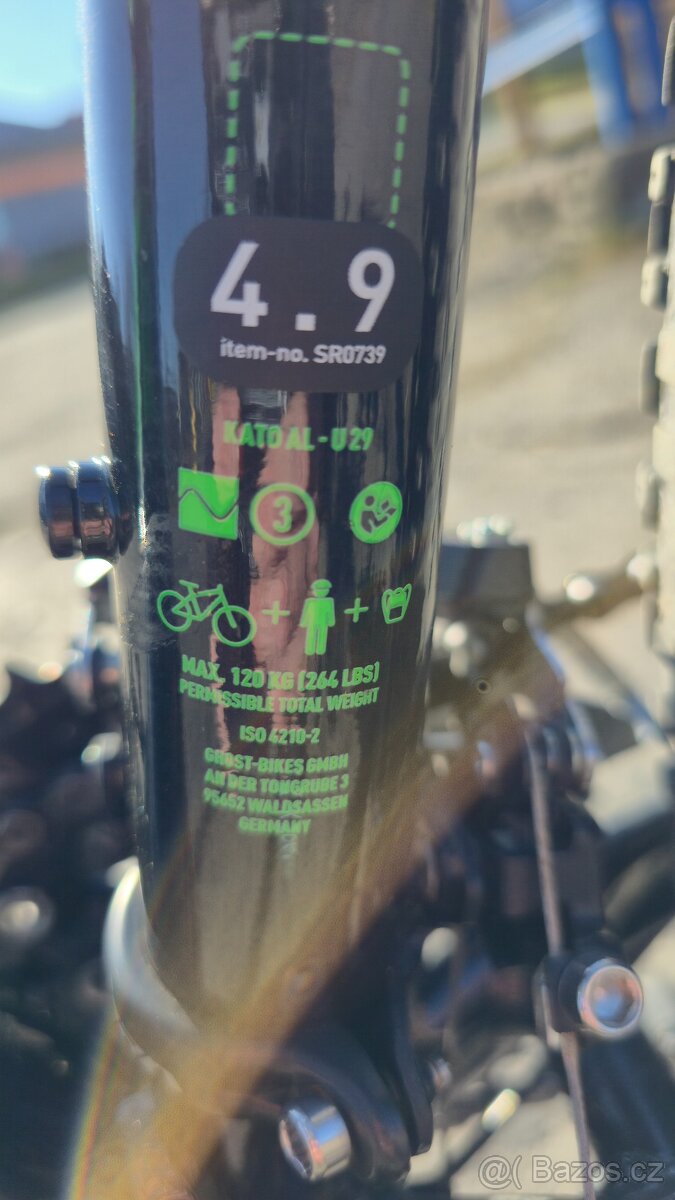 4.9
item-no. SR0739
KATO AL - U 29
3
+ +
MAX. 120 KG (264 LBS)
PERMISSIBLE TOTAL WEIGHT
ISO 4210-2
GHOST-BIKES GMBH
AN DER TONGRUBE 3
95652 WALDSASSEN
GERMANY
@( Bazos.cz